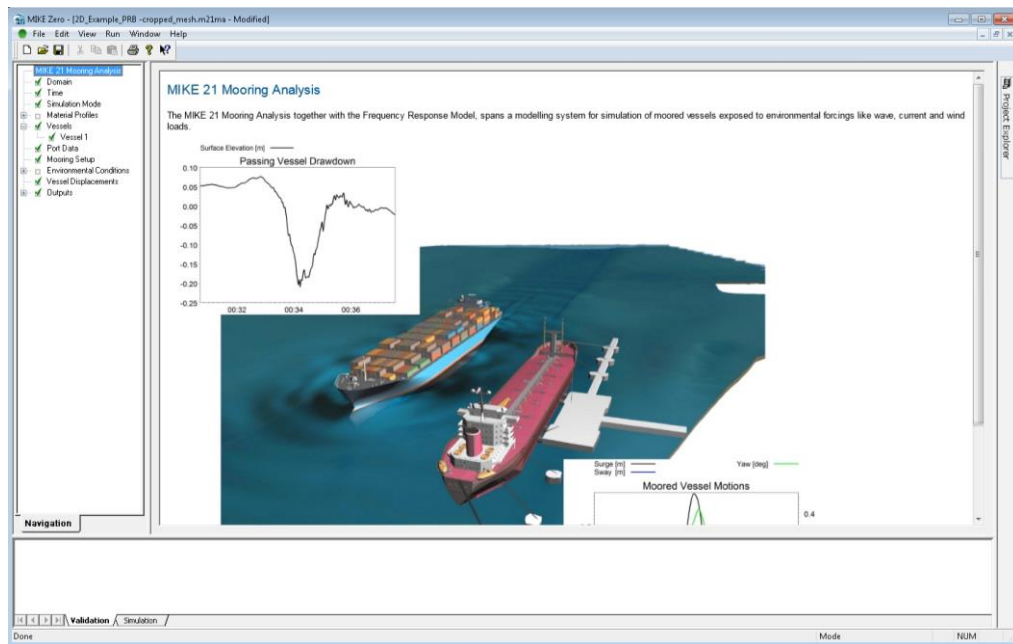 MIKE Zero - [2D_Example_PRB -cropped_mesh.m21ma - Modified]
File Edit View Run Window Help
MIKE 21 Mooring Analysis
Domain
Time
Simulation Mode
Material Profiles
Vessels
Vessel 1
Port Data
Mooring Setup
Environmental Conditions
Vessel Displacements
Outputs
Navigation
MIKE 21 Mooring Analysis
The MIKE 21 Mooring Analysis together with the Frequency Response Model, spans a modelling system for simulation of moored vessels exposed to environmental forcings like wave, current and wind
loads.
Surface Elevation [m]
Passing Vessel Drawdown
0.10
0.05
0.00
-0.05
-0.10
-0.15
-0.20
-0.25
00:32 00:34 00:36
Surge [m] Yaw [deg]
Sway [m]
Moored Vessel Motions
0.4
Project Explorer
Validation Simulation
Done Mode NUM